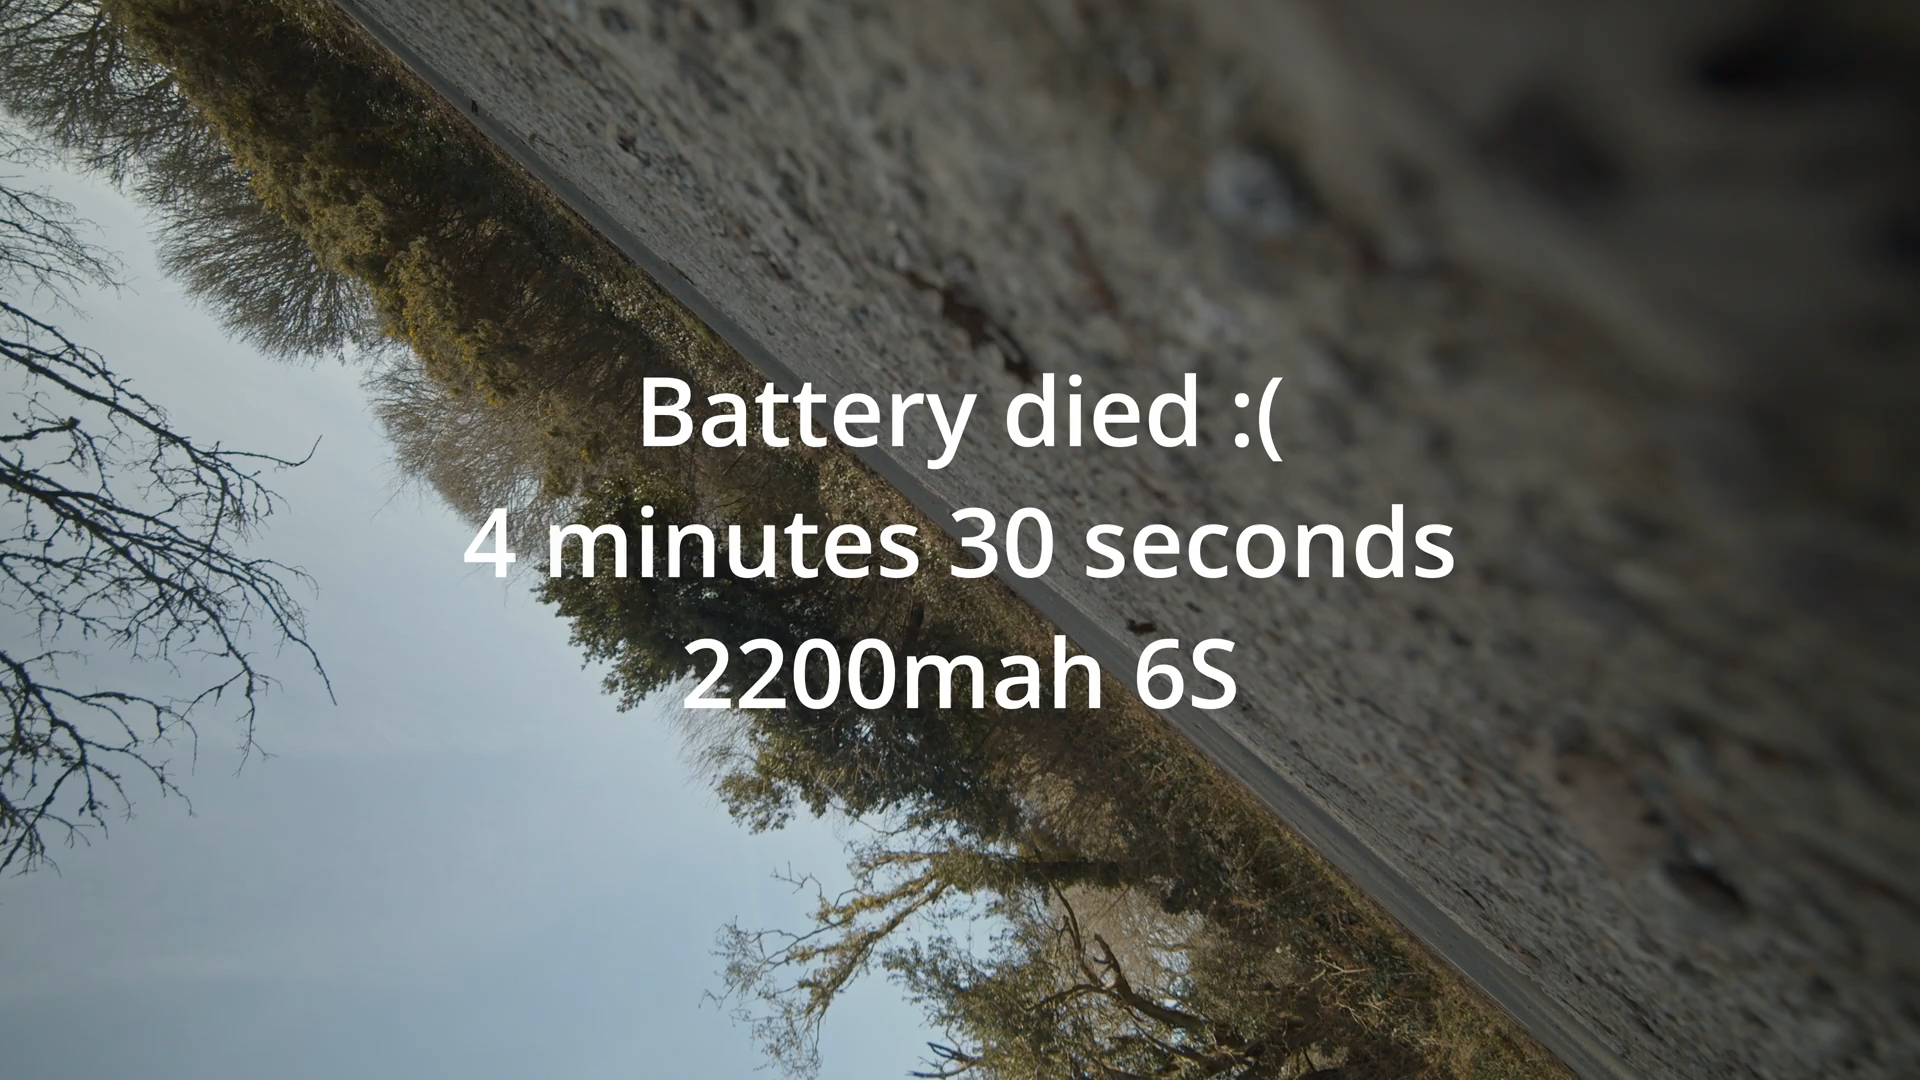 Battery died :(
4 minutes 30 seconds
2200mah 6S